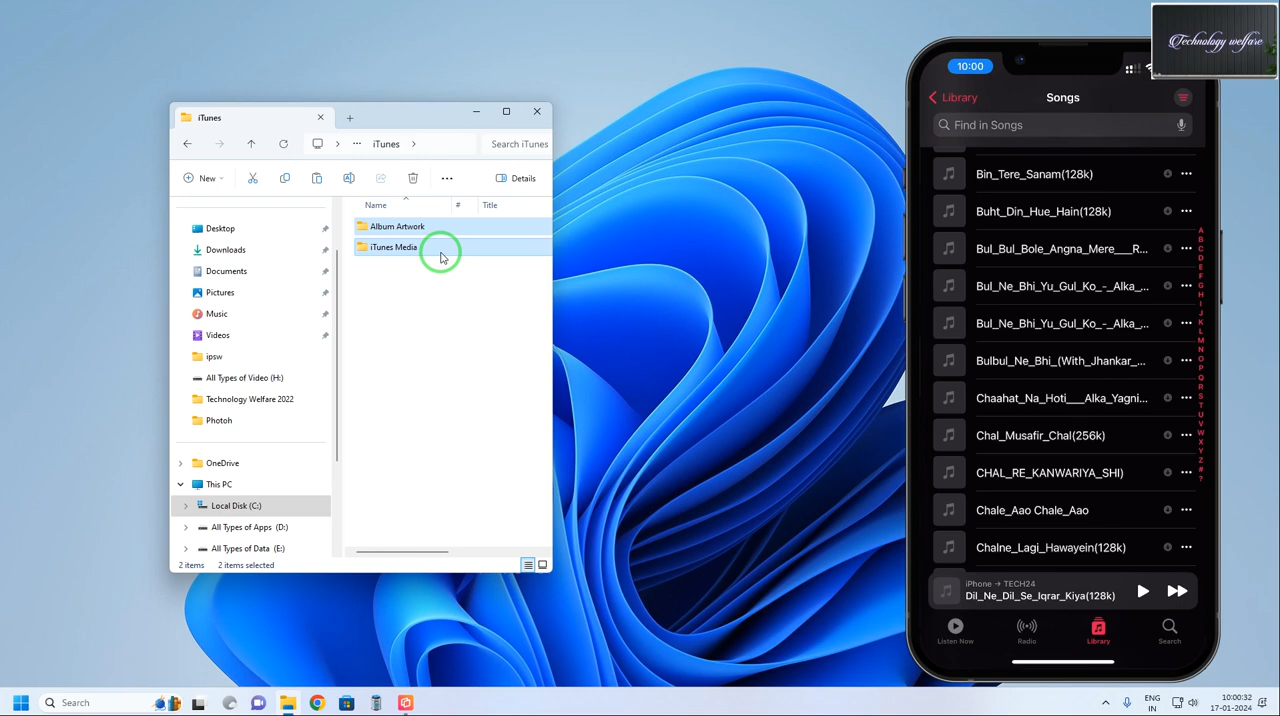 Technology welfare
iTunes
iTunes
Search iTunes
New
Details
Name
#
Title
Desktop
Downloads
Documents
Pictures
Music
Videos
ipsw
All Types of Video (H:)
Technology Welfare 2022
Photoh
OneDrive
This PC
Local Disk (C:)
All Types of Apps (D:)
All Types of Data (E:)
Album Artwork
iTunes Media
2 items
2 items selected
10:00
Library
Songs
Find in Songs
Bin_Tere_Sanam(128k)
Buht_Din_Hue_Hain(128k)
Bul_Bul_Bole_Angna_Mere___R...
Bul_Ne_Bhi_Yu_Gul_Ko_-_Alka_...
Bul_Ne_Bhi_Yu_Gul_Ko_-_Alka_...
Bulbul_Ne_Bhi_(With_Jhankar_...
Chaahat_Na_Hoti___Alka_Yagni...
Chal_Musafir_Chal(256k)
CHAL_RE_KANWARIYA_SHI)
Chale_Aao Chale_Aao
Chalne_Lagi_Hawayein(128k)
A
B
C
D
E
F
G
H
I
J
K
L
M
N
O
P
Q
R
S
T
U
V
W
X
Y
Z
#
?
iPhone → TECH24
Dil_Ne_Dil_Se_Iqrar_Kiya(128k)
Listen Now
Radio
Library
Search
Search
ENG
IN
10:00:32
17-01-2024